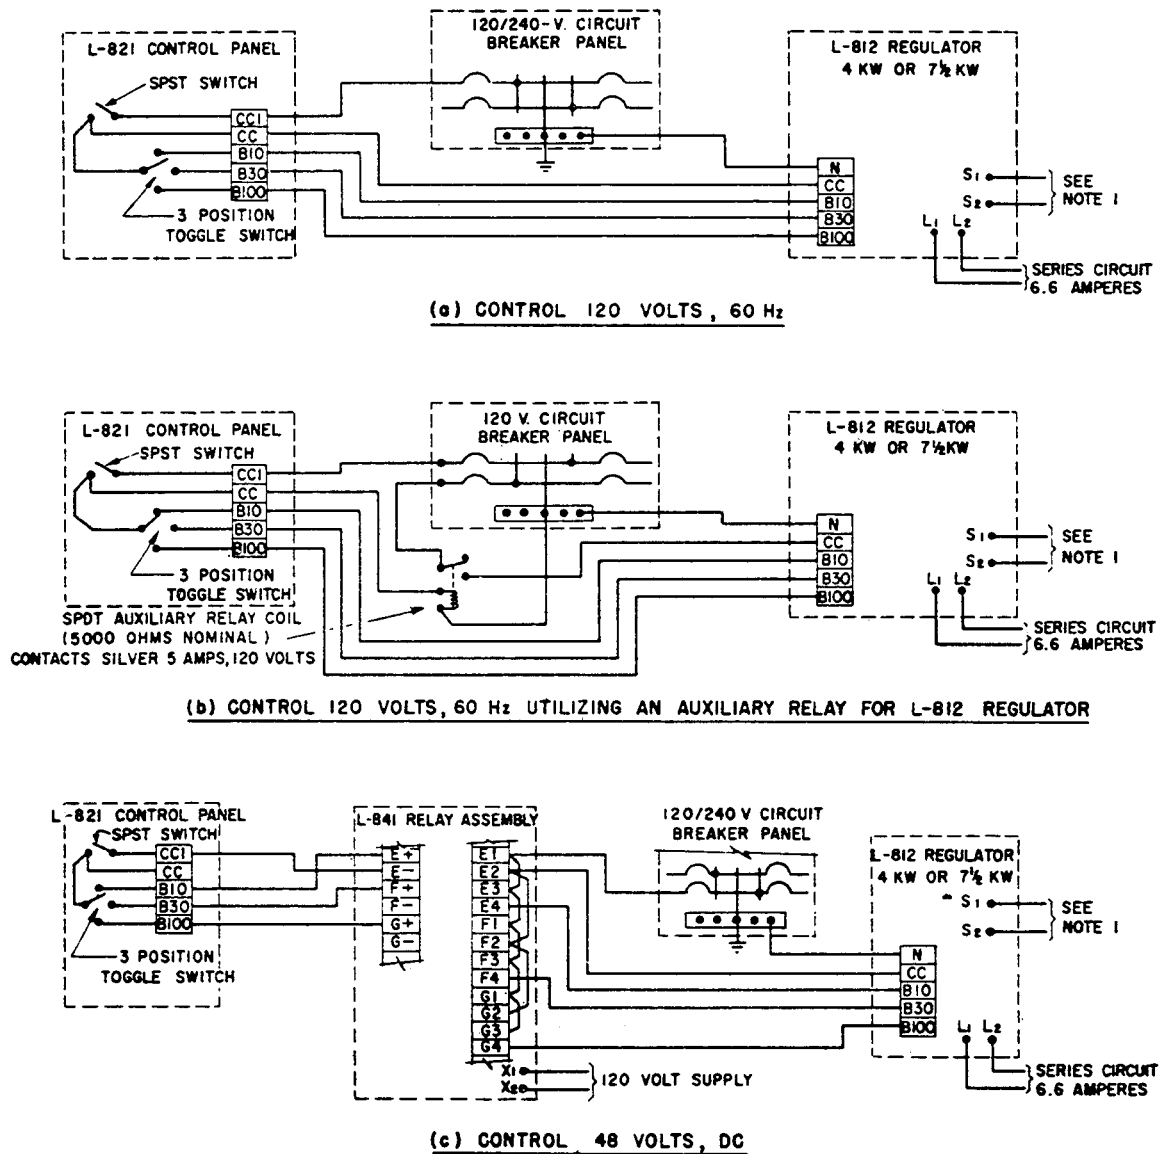 120/240-V. CIRCUIT
BREAKER PANEL
L-821 CONTROL PANEL
SPST SWITCH
CC1
CC
B10
B30
B100
3 POSITION
TOGGLE SWITCH
L-812 REGULATOR
4 KW OR 7½ KW
N
CC
B10
B30
B100
S1
S2
SEE
NOTE 1
L1 L2
SERIES CIRCUIT
6.6 AMPERES
(a) CONTROL 120 VOLTS, 60 Hz
L-821 CONTROL PANEL
SPST SWITCH
CC1
CC
B10
B30
B100
3 POSITION
TOGGLE SWITCH
120 V. CIRCUIT
BREAKER PANEL
SPDT AUXILIARY RELAY COIL
(5000 OHMS NOMINAL)
CONTACTS SILVER 5 AMPS, 120 VOLTS
L-812 REGULATOR
4 KW OR 7½KW
N
CC
B10
B30
B100
S1
S2
SEE
NOTE 1
L1 L2
SERIES CIRCUIT
6.6 AMPERES
(b) CONTROL 120 VOLTS, 60 Hz UTILIZING AN AUXILIARY RELAY FOR L-812 REGULATOR
L-821 CONTROL PANEL
SPST SWITCH
CC1
CC
B10
B30
B100
3 POSITION
TOGGLE SWITCH
L-841 RELAY ASSEMBLY
E+
E-
F+
F-
G+
G-
E1
E2
E3
E4
F1
F2
F3
F4
G1
G2
G3
G4
X1
X2
120 VOLT SUPPLY
120/240 V CIRCUIT
BREAKER PANEL
L-812 REGULATOR
4 KW OR 7½ KW
N
CC
B10
B30
B100
S1
S2
SEE
NOTE 1
L1 L2
SERIES CIRCUIT
6.6 AMPERES
(c) CONTROL 48 VOLTS, DC